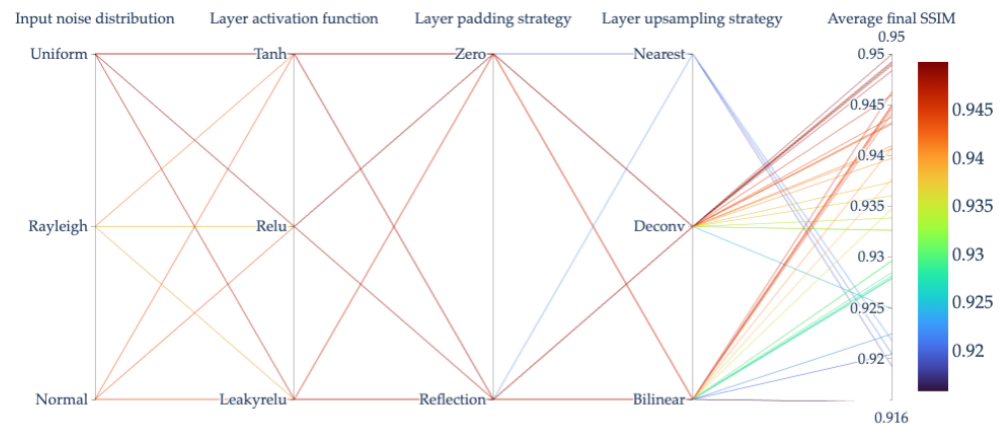 Input noise distribution Layer activation function Layer padding strategy Layer upsampling strategy Average final SSIM
0.95
Uniform Tanh Zero Nearest 0.95
0.945 0.945
0.94 0.94
0.935 0.935
Rayleigh Relu Deconv
0.93 0.93
0.925 0.925
0.92 0.92
Normal Leakyrelu Reflection Bilinear
0.916